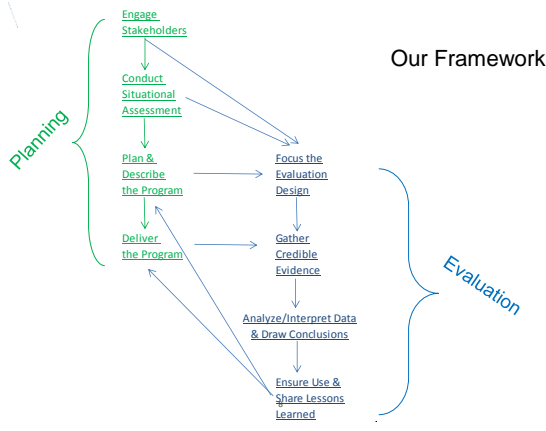 Our Framework
Planning
Engage
Stakeholders
Conduct
Situational
Assessment
Plan &
Describe
the Program
Deliver
the Program
Focus the
Evaluation
Design
Gather
Credible
Evidence
Analyze/Interpret Data
& Draw Conclusions
Ensure Use &
Share Lessons
Learned
Evaluation